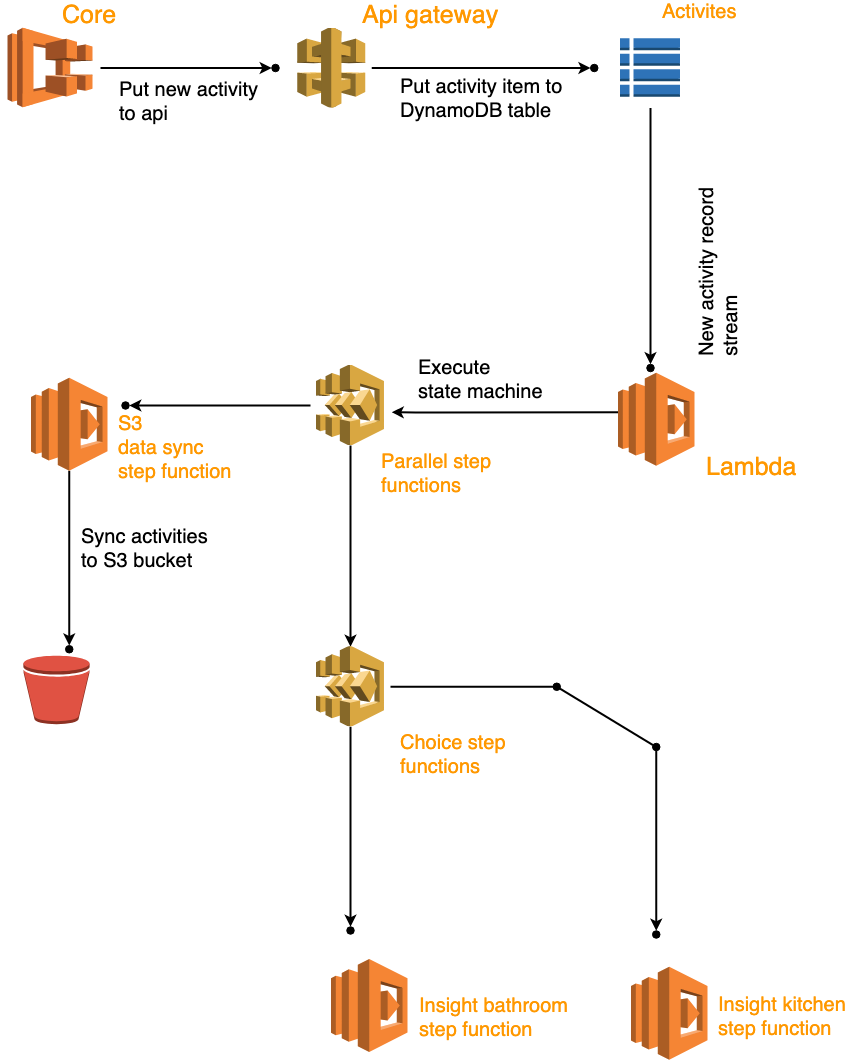 Core
Api gateway
Activites
Put new activity
to api
Put activity item to
DynamoDB table
New activity record
stream
Execute
state machine
S3
data sync
step function
Parallel step
functions
Lambda
Sync activities
to S3 bucket
Choice step
functions
Insight bathroom
step function
Insight kitchen
step function